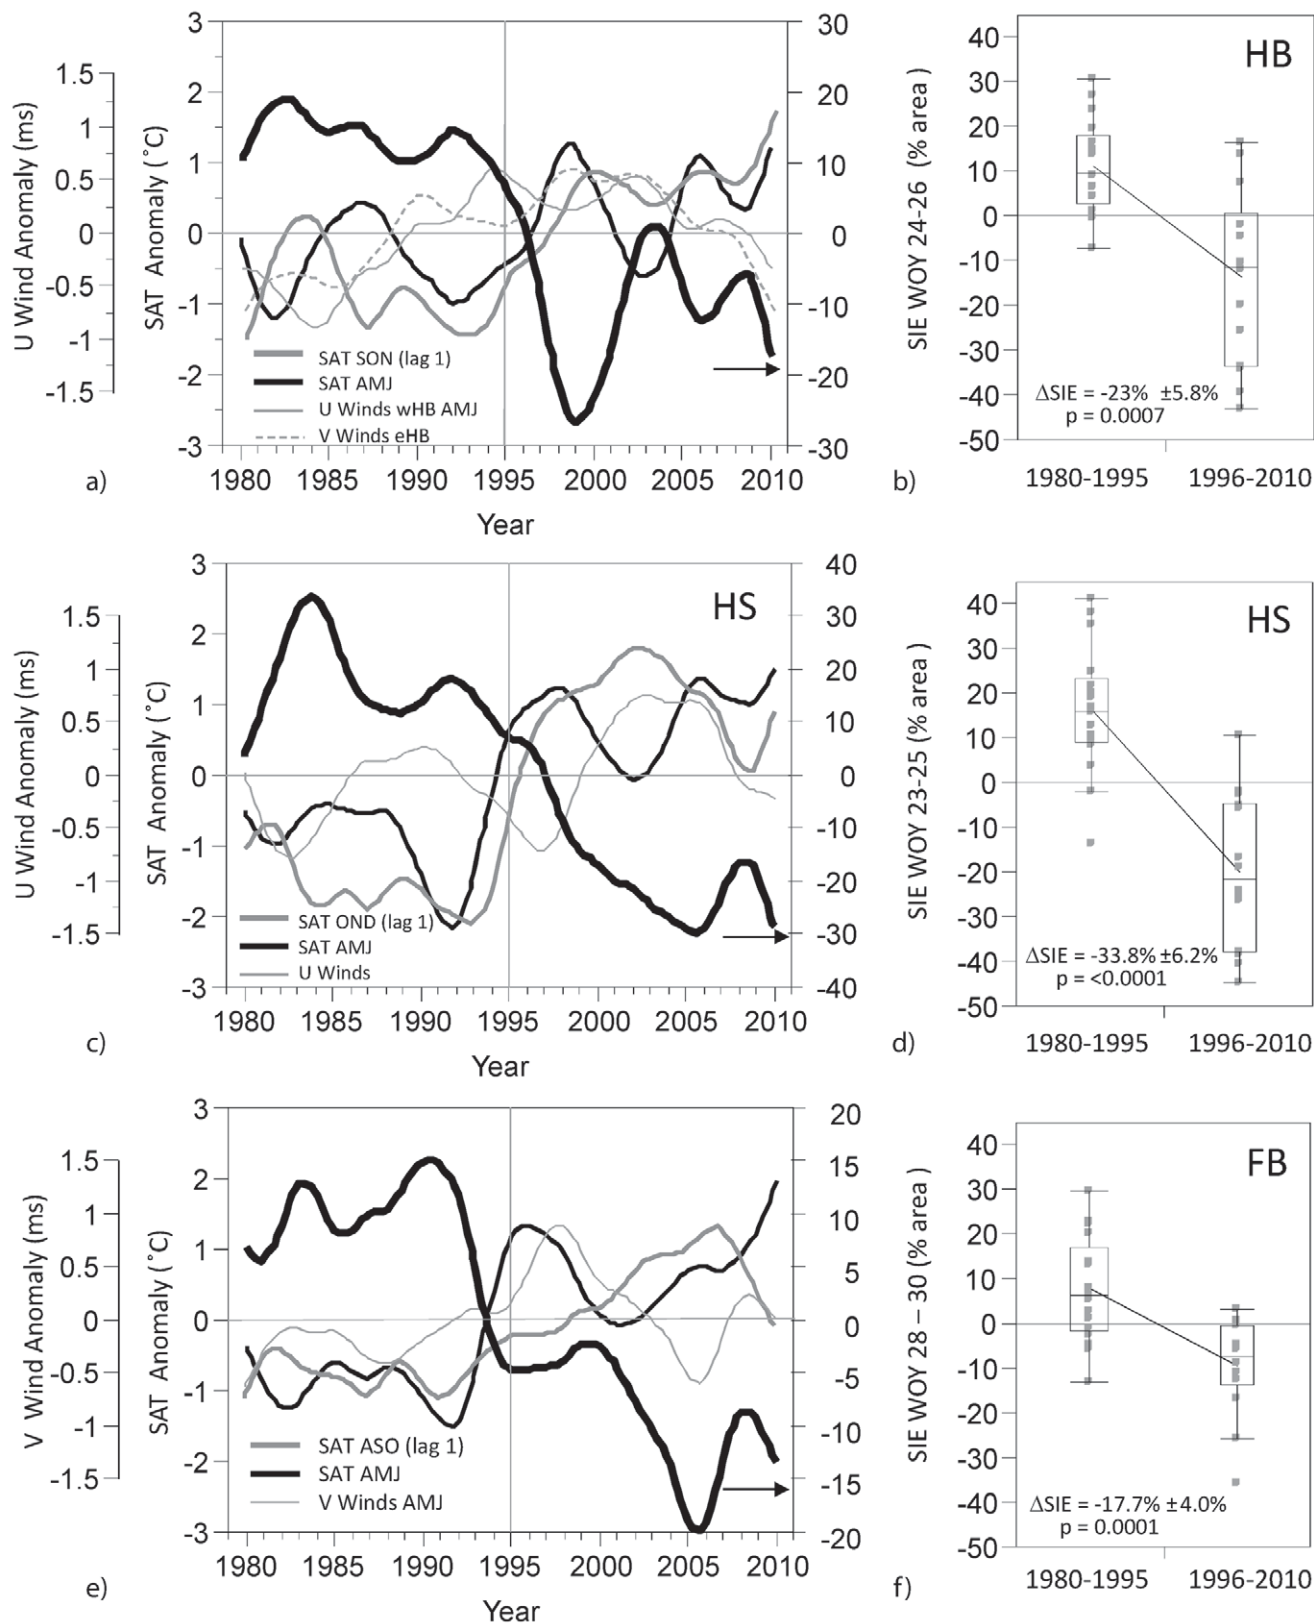 U Wind Anomaly (ms)
1.5
1
0.5
0
-0.5
-1
-1.5
SAT Anomaly (˚C)
3
2
1
0
-1
-2
-3
30
20
10
0
-10
-20
-30
SAT SON (lag 1)
SAT AMJ
U Winds wHB AMJ
V Winds eHB
1980 1985 1990 1995 2000 2005 2010
Year
a)
SIE WOY 24-26 (% area )
40
30
20
10
0
-10
-20
-30
-40
-50
HB
ΔSIE = -23% ±5.8%
p = 0.0007
1980-1995 1996-2010
b)
U Wind Anomaly (ms)
1.5
1
0.5
0
-0.5
-1
-1.5
SAT Anomaly (˚C)
3
2
1
0
-1
-2
-3
HS
40
30
20
10
0
-10
-20
-30
-40
SAT OND (lag 1)
SAT AMJ
U Winds
1980 1985 1990 1995 2000 2005 2010
Year
c)
SIE WOY 23-25 (% area )
40
30
20
10
0
-10
-20
-30
-40
-50
HS
ΔSIE = -33.8% ±6.2%
p = <0.0001
1980-1995 1996-2010
d)
V Wind Anomaly (ms)
1.5
1
0.5
0
-0.5
-1
-1.5
SAT Anomaly (˚C)
3
2
1
0
-1
-2
-3
20
15
10
5
0
-5
-10
-15
-20
SAT ASO (lag 1)
SAT AMJ
V Winds AMJ
1980 1985 1990 1995 2000 2005 2010
Year
e)
SIE WOY 28 – 30 (% area )
40
30
20
10
0
-10
-20
-30
-40
-50
FB
ΔSIE = -17.7% ±4.0%
p = 0.0001
1980-1995 1996-2010
f)